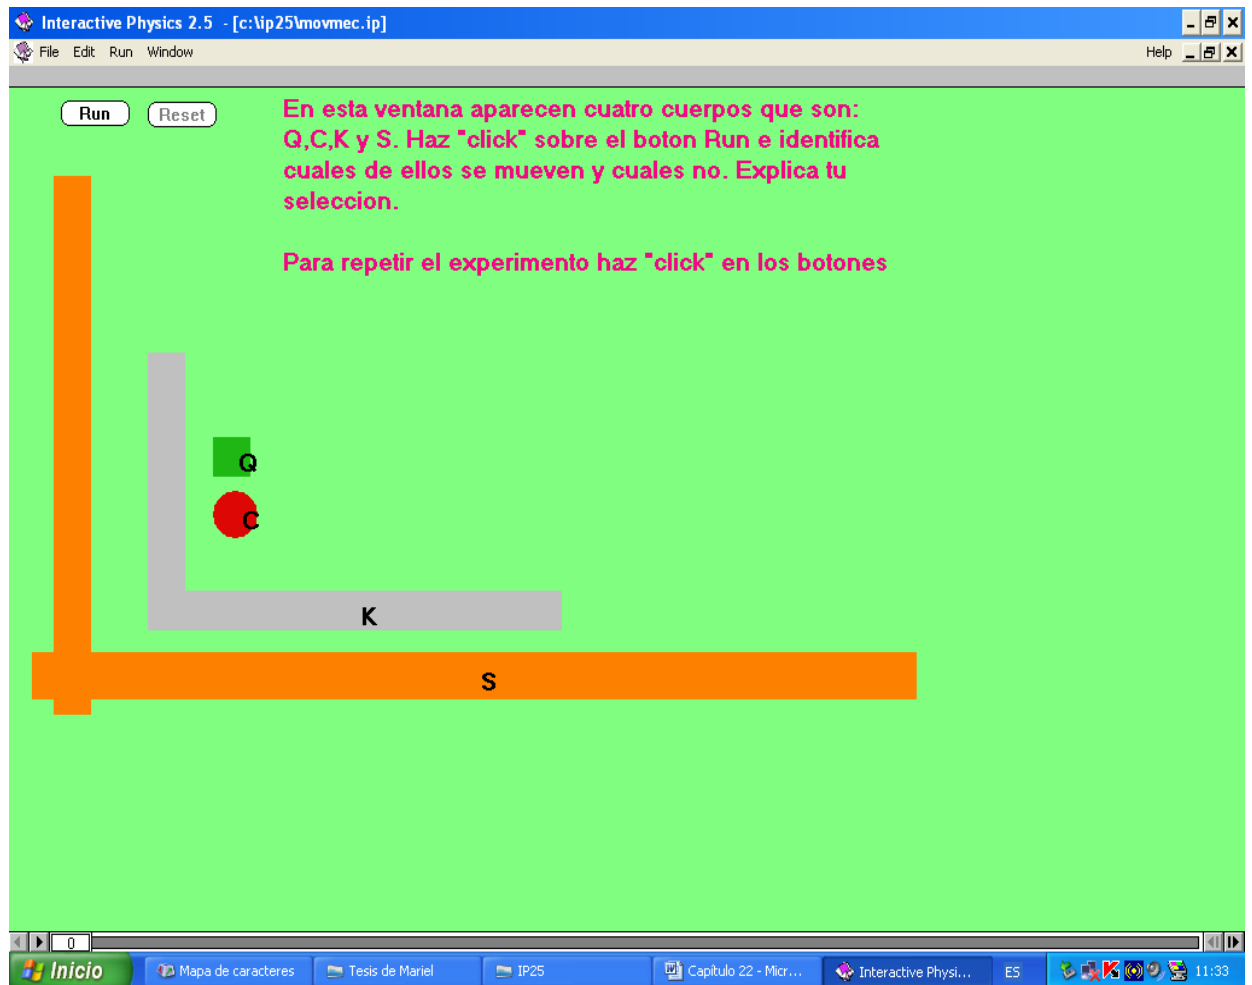 Interactive Physics 2.5 - [c:\ip25\movmec.ip]
File Edit Run Window Help
Run Reset
En esta ventana aparecen cuatro cuerpos que son:
Q,C,K y S. Haz "click" sobre el boton Run e identifica
cuales de ellos se mueven y cuales no. Explica tu
seleccion.
Para repetir el experimento haz "click" en los botones
Q
C
K
S
0
Inicio Mapa de caracteres Tesis de Mariel IP25 Capítulo 22 - Micr... Interactive Physi... ES 11:33